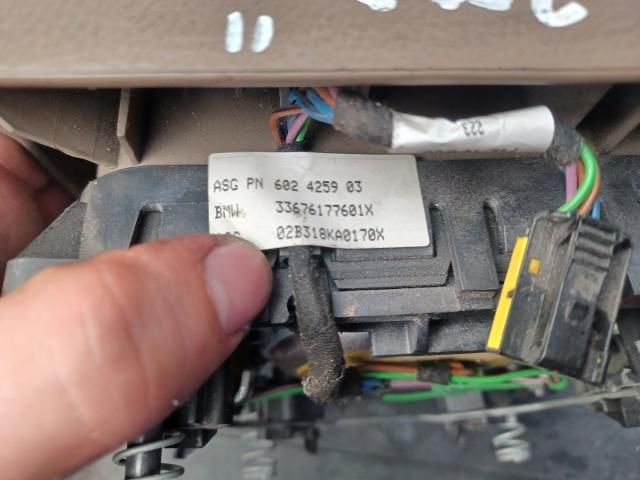 ASG PN 602 4259 03
BMW. 33676177601X
02B318KA0170X
223